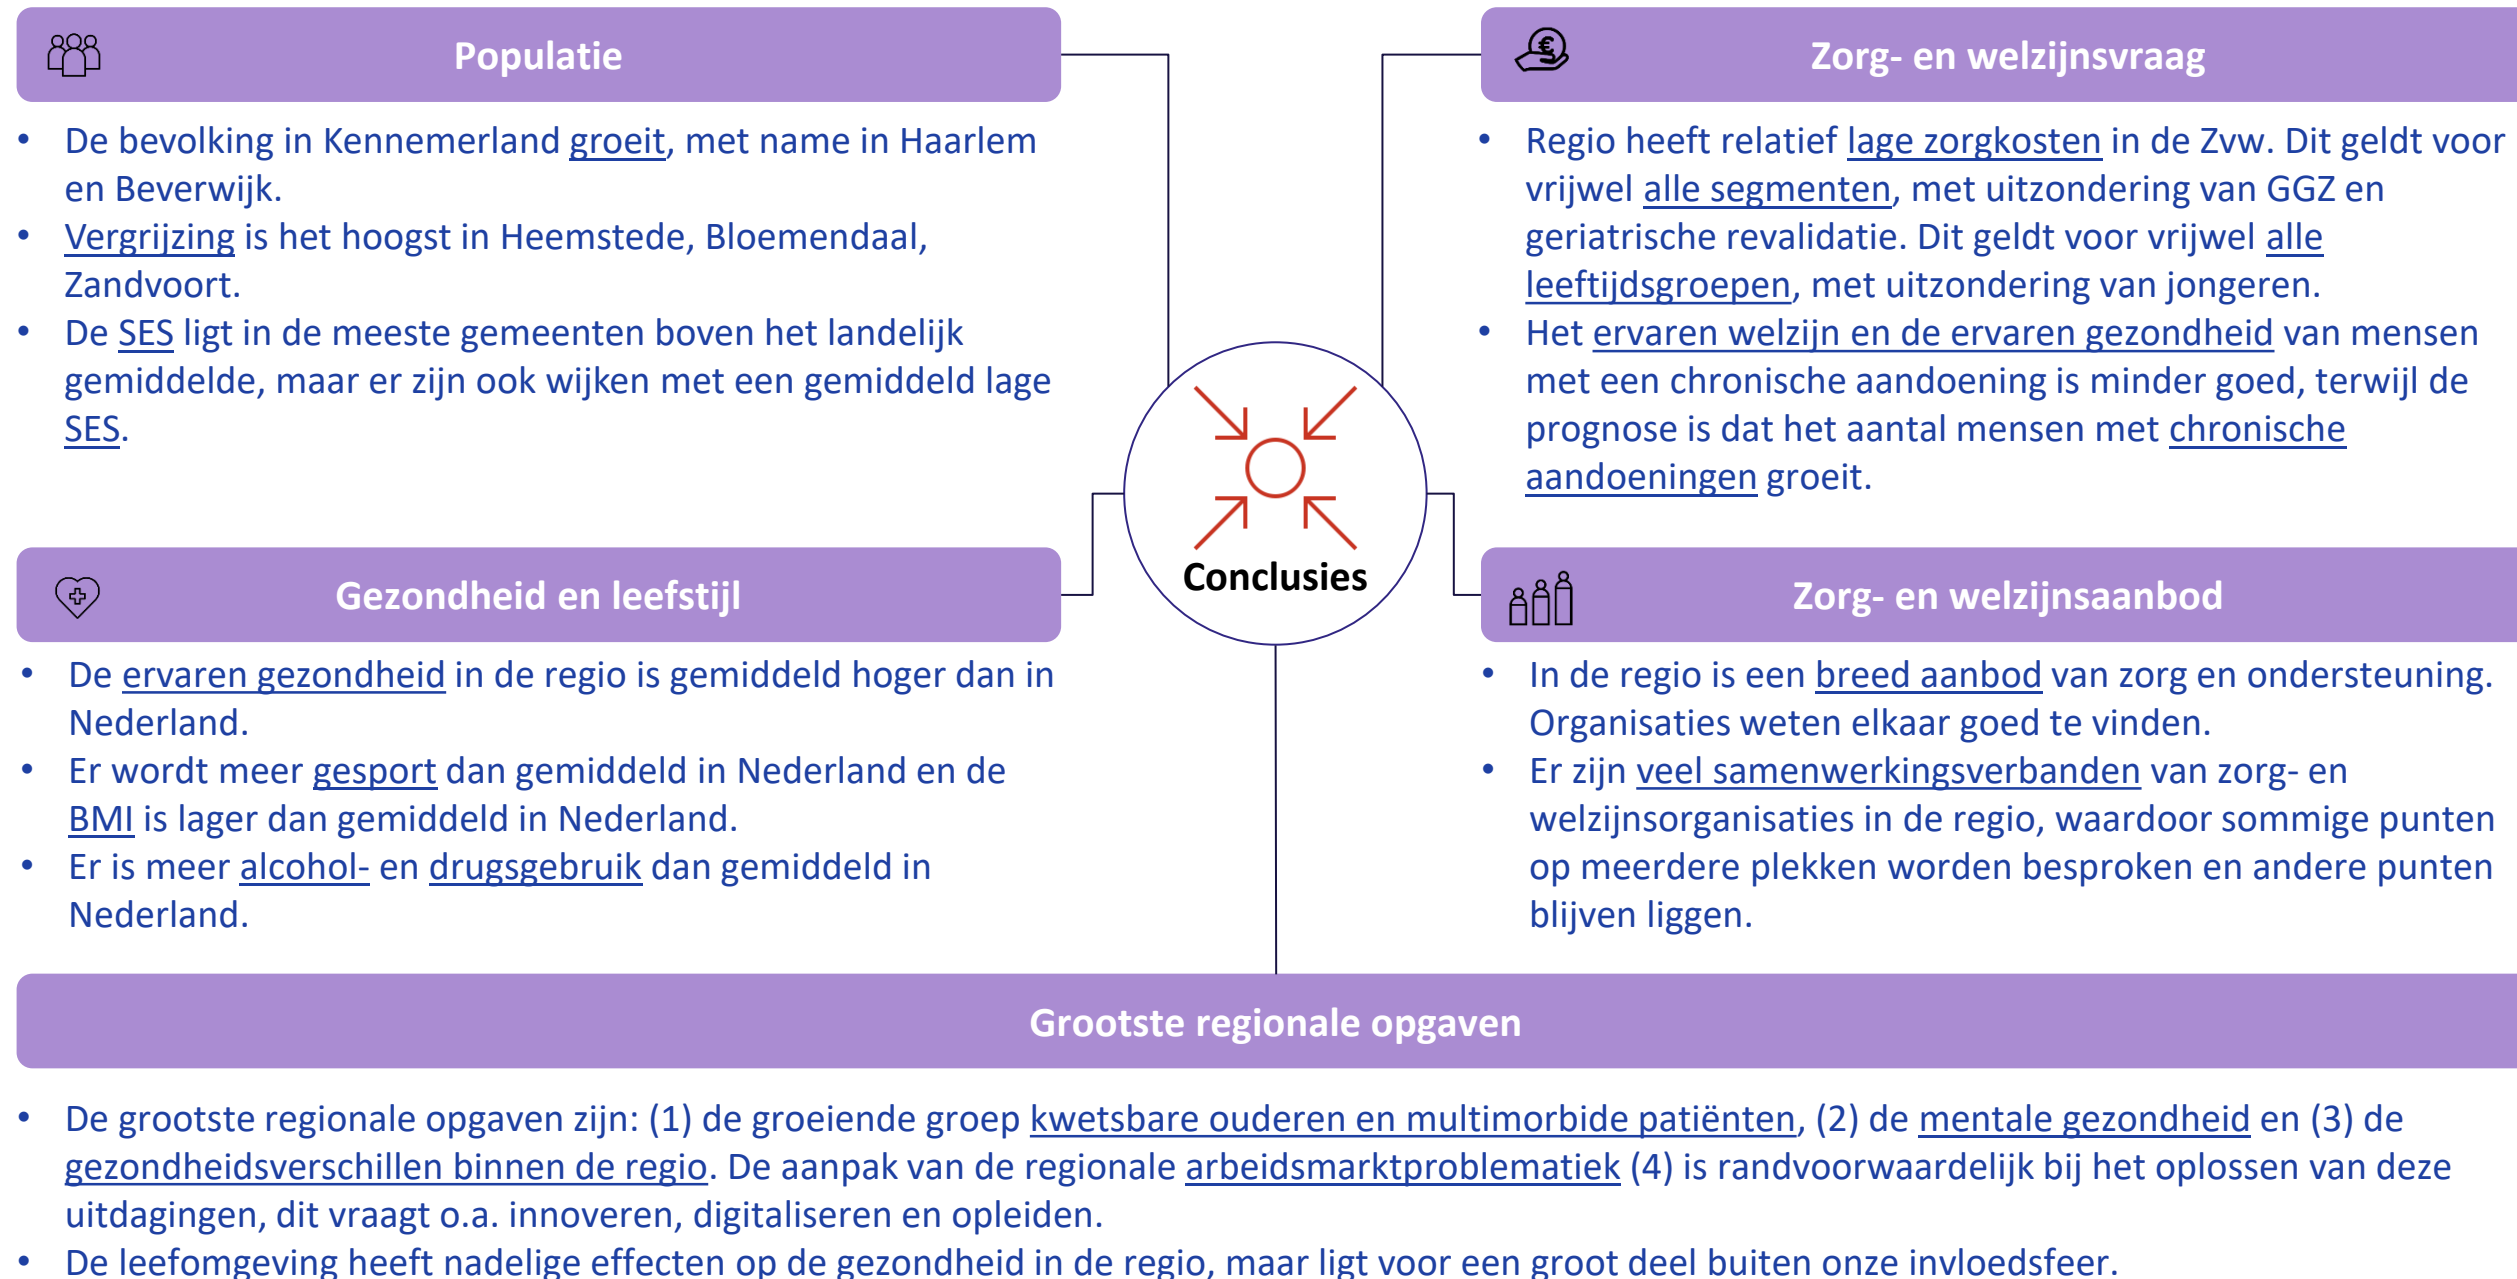 Populatie
• De bevolking in Kennemerland groeit, met name in Haarlem
en Beverwijk.
• Vergrijzing is het hoogst in Heemstede, Bloemendaal,
Zandvoort.
• De SES ligt in de meeste gemeenten boven het landelijk
gemiddelde, maar er zijn ook wijken met een gemiddeld lage
SES.
Zorg- en welzijnsvraag
• Regio heeft relatief lage zorgkosten in de Zvw. Dit geldt voor
vrijwel alle segmenten, met uitzondering van GGZ en
geriatrische revalidatie. Dit geldt voor vrijwel alle
leeftijdsgroepen, met uitzondering van jongeren.
• Het ervaren welzijn en de ervaren gezondheid van mensen
met een chronische aandoening is minder goed, terwijl de
prognose is dat het aantal mensen met chronische
aandoeningen groeit.
Conclusies
Gezondheid en leefstijl
• De ervaren gezondheid in de regio is gemiddeld hoger dan in
Nederland.
• Er wordt meer gesport dan gemiddeld in Nederland en de
BMI is lager dan gemiddeld in Nederland.
• Er is meer alcohol- en drugsgebruik dan gemiddeld in
Nederland.
Zorg- en welzijnsaanbod
• In de regio is een breed aanbod van zorg en ondersteuning.
Organisaties weten elkaar goed te vinden.
• Er zijn veel samenwerkingsverbanden van zorg- en
welzijnsorganisaties in de regio, waardoor sommige punten
op meerdere plekken worden besproken en andere punten
blijven liggen.
Grootste regionale opgaven
• De grootste regionale opgaven zijn: (1) de groeiende groep kwetsbare ouderen en multimorbide patiënten, (2) de mentale gezondheid en (3) de
gezondheidsverschillen binnen de regio. De aanpak van de regionale arbeidsmarktproblematiek (4) is randvoorwaardelijk bij het oplossen van deze
uitdagingen, dit vraagt o.a. innoveren, digitaliseren en opleiden.
• De leefomgeving heeft nadelige effecten op de gezondheid in de regio, maar ligt voor een groot deel buiten onze invloedsfeer.